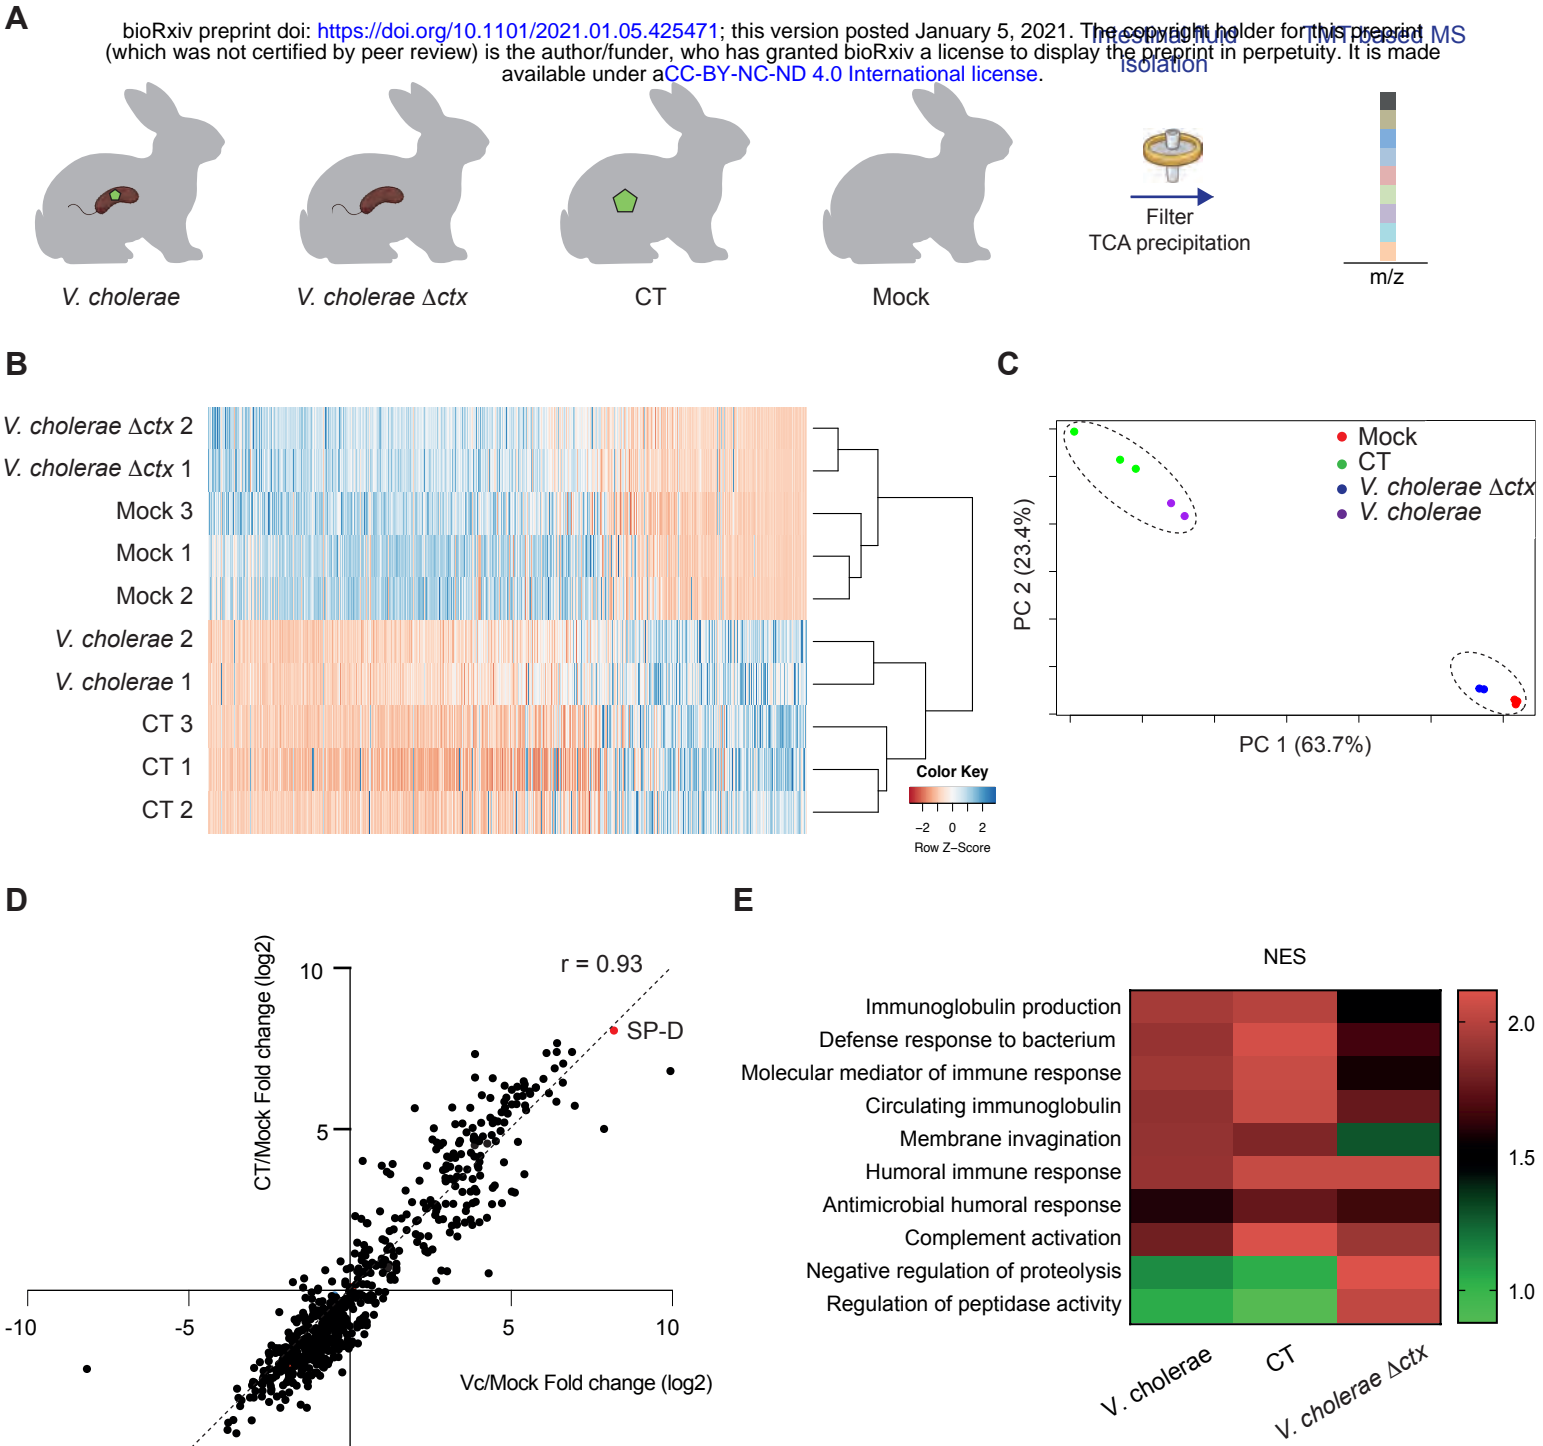 A
bioRxiv preprint doi: https://doi.org/10.1101/2021.01.05.425471; this version posted January 5, 2021. The copyright holder for this preprint
(which was not certified by peer review) is the author/funder, who has granted bioRxiv a license to display the preprint in perpetuity. It is made
available under aCC-BY-NC-ND 4.0 International license.
Intestinal fluid
isolation
TMT based MS
Filter
TCA precipitation
m/z
V. cholerae
V. cholerae Δctx
CT
Mock
B
V. cholerae Δctx 2
V. cholerae Δctx 1
Mock 3
Mock 1
Mock 2
V. cholerae 2
V. cholerae 1
CT 3
CT 1
CT 2
Color Key
−2 0 2
Row Z−Score
C
Mock
CT
V. cholerae Δctx
V. cholerae
PC 2 (23.4%)
PC 1 (63.7%)
D
CT/Mock Fold change (log2)
10
r = 0.93
SP-D
5
-10 -5 5 10
Vc/Mock Fold change (log2)
E
NES
Immunoglobulin production
Defense response to bacterium
Molecular mediator of immune response
Circulating immunoglobulin
Membrane invagination
Humoral immune response
Antimicrobial humoral response
Complement activation
Negative regulation of proteolysis
Regulation of peptidase activity
2.0
1.5
1.0
V. cholerae
CT
V. cholerae Δctx